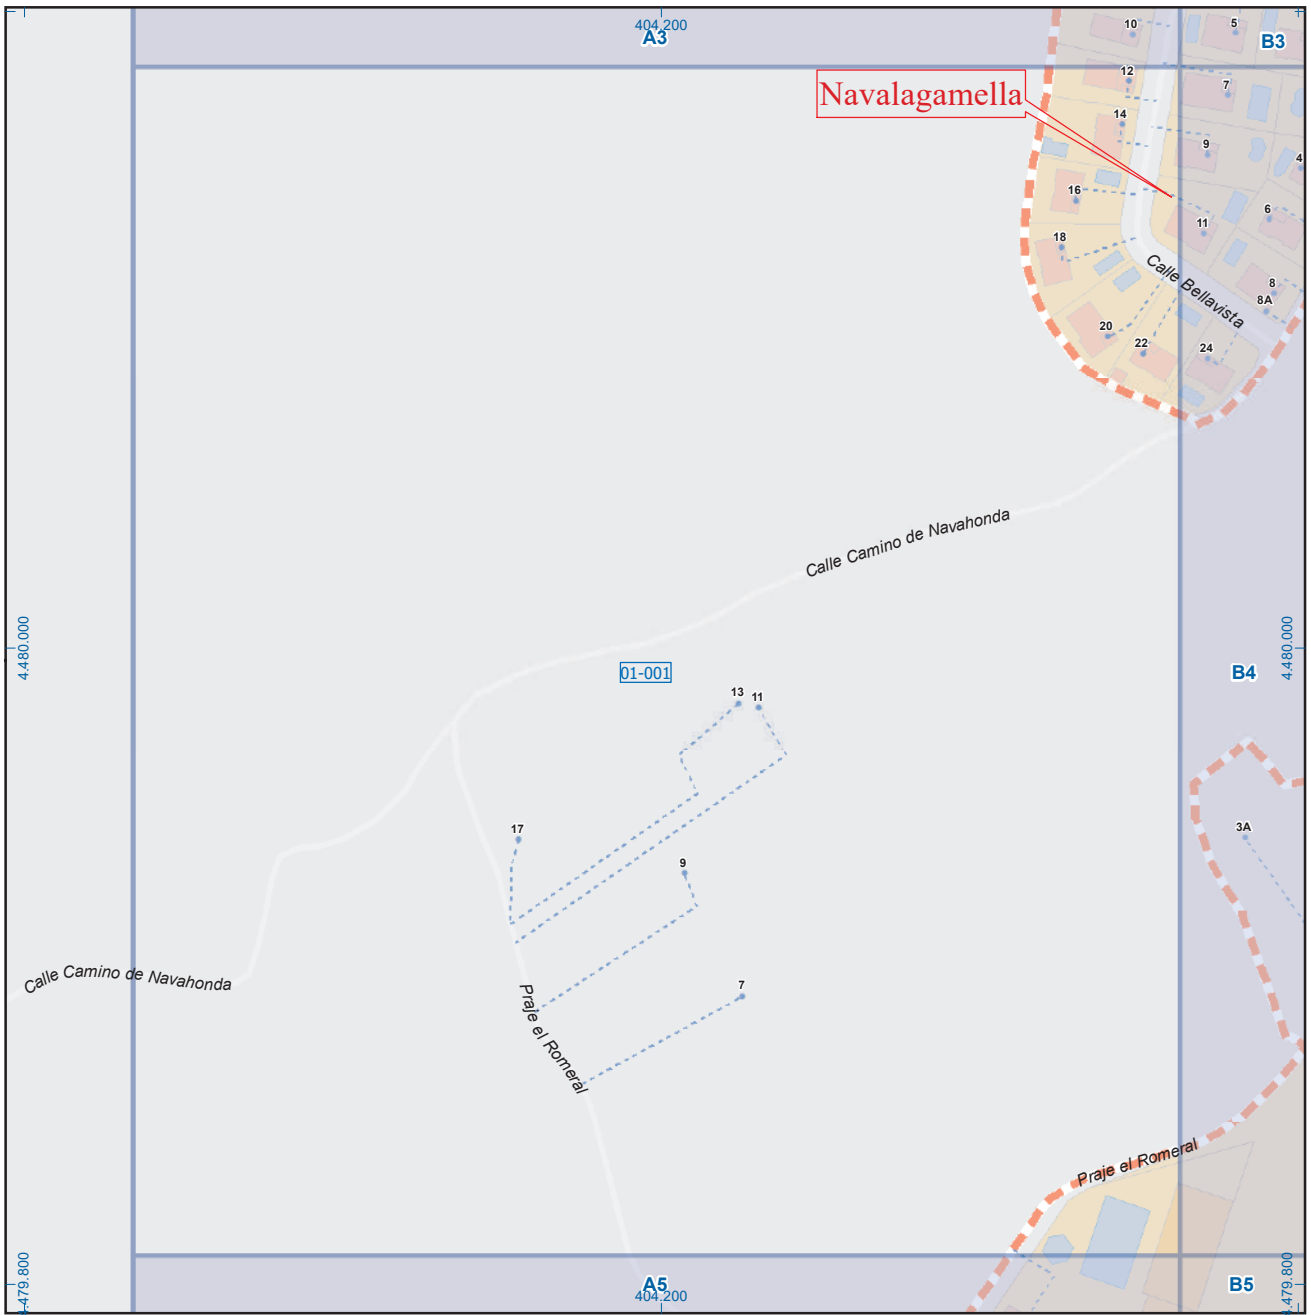 404.200
A3
10
5
B3
12
7
Navalagamella
14
9
4
16
6
11
18
Calle Bellavista
8
8A
20
22
24
Calle Camino de Navahonda
4.480.000
4.480.000
01-001
B4
13
11
17
3A
9
Calle Camino de Navahonda
7
Praje el Romeral
Praje el Romeral
4.479.800
4.479.800
A5
B5
404.200